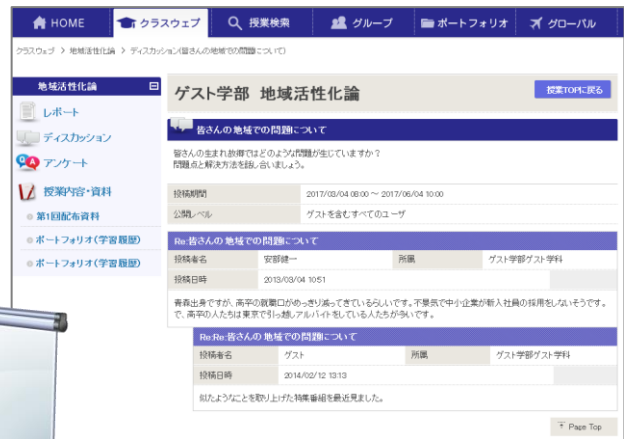 HOME クラスウェブ 授業検索 グループ ポートフォリオ グローバル
クラスウェブ > 地域活性化論 > ディスカッション(皆さんの地域での問題について)
地域活性化論
レポート
ディスカッション
アンケート
授業内容・資料
第1回配布資料
ポートフォリオ(学習履歴)
ポートフォリオ(学習履歴)
ゲスト学部 地域活性化論
授業TOPに戻る
皆さんの地域での問題について
皆さんの生まれ故郷ではどのような問題が生じていますか?
問題点と解決方法を話し合いましょう。
投稿期間 2017/03/04 08:00 ～ 2017/06/04 10:00
公開レベル ゲストを含むすべてのユーザ
Re:皆さんの地域での問題について
投稿者名 安部健一 所属 ゲスト学部ゲスト学科
投稿日時 2013/03/04 10:51
青森出身ですが、高卒の就職口がめっきり減ってきているらしいです。不景気で中小企業が新入社員の採用をしないそうです。
で、高卒の人たちは東京で引っ越しアルバイトをしている人たちが多いです。
Re:Re:皆さんの地域での問題について
投稿者名 ゲスト 所属 ゲスト学部ゲスト学科
投稿日時 2014/02/12 13:13
似たようなことを取り上げた特集番組を最近見ました。
Page Top